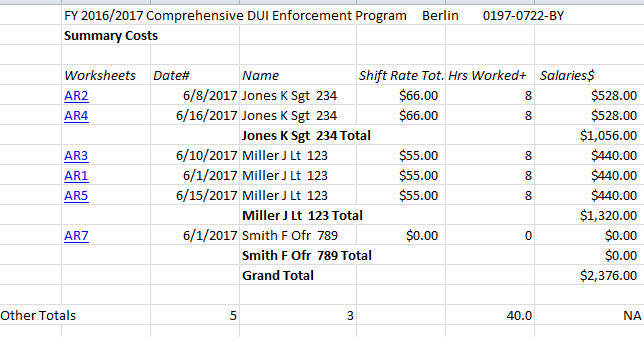 FY 2016/2017 Comprehensive DUI Enforcement Program Berlin 0197-0722-BY
Summary Costs
Worksheets Date# Name Shift Rate Tot. Hrs Worked+ Salaries$
AR2 6/8/2017 Jones K Sgt 234 $66.00 8 $528.00
AR4 6/16/2017 Jones K Sgt 234 $66.00 8 $528.00
Jones K Sgt 234 Total $1,056.00
AR3 6/10/2017 Miller J Lt 123 $55.00 8 $440.00
AR1 6/1/2017 Miller J Lt 123 $55.00 8 $440.00
AR5 6/15/2017 Miller J Lt 123 $55.00 8 $440.00
Miller J Lt 123 Total $1,320.00
AR7 6/1/2017 Smith F Ofr 789 $0.00 0 $0.00
Smith F Ofr 789 Total $0.00
Grand Total $2,376.00
Other Totals 5 3 40.0 NA